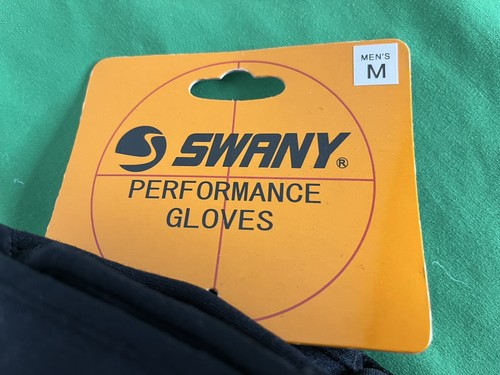 MEN'S
M
SWANY®
PERFORMANCE
GLOVES